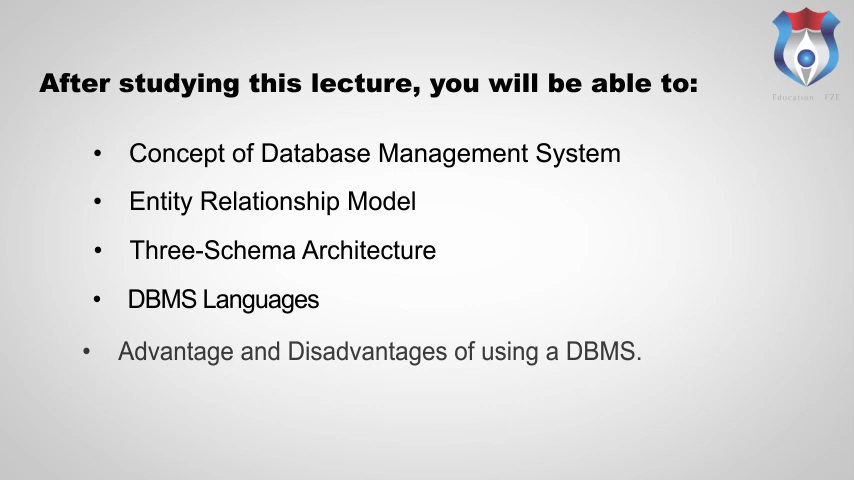 After studying this lecture, you will be able to:
• Concept of Database Management System
• Entity Relationship Model
• Three-Schema Architecture
• DBMS Languages
• Advantage and Disadvantages of using a DBMS.
Education EZE